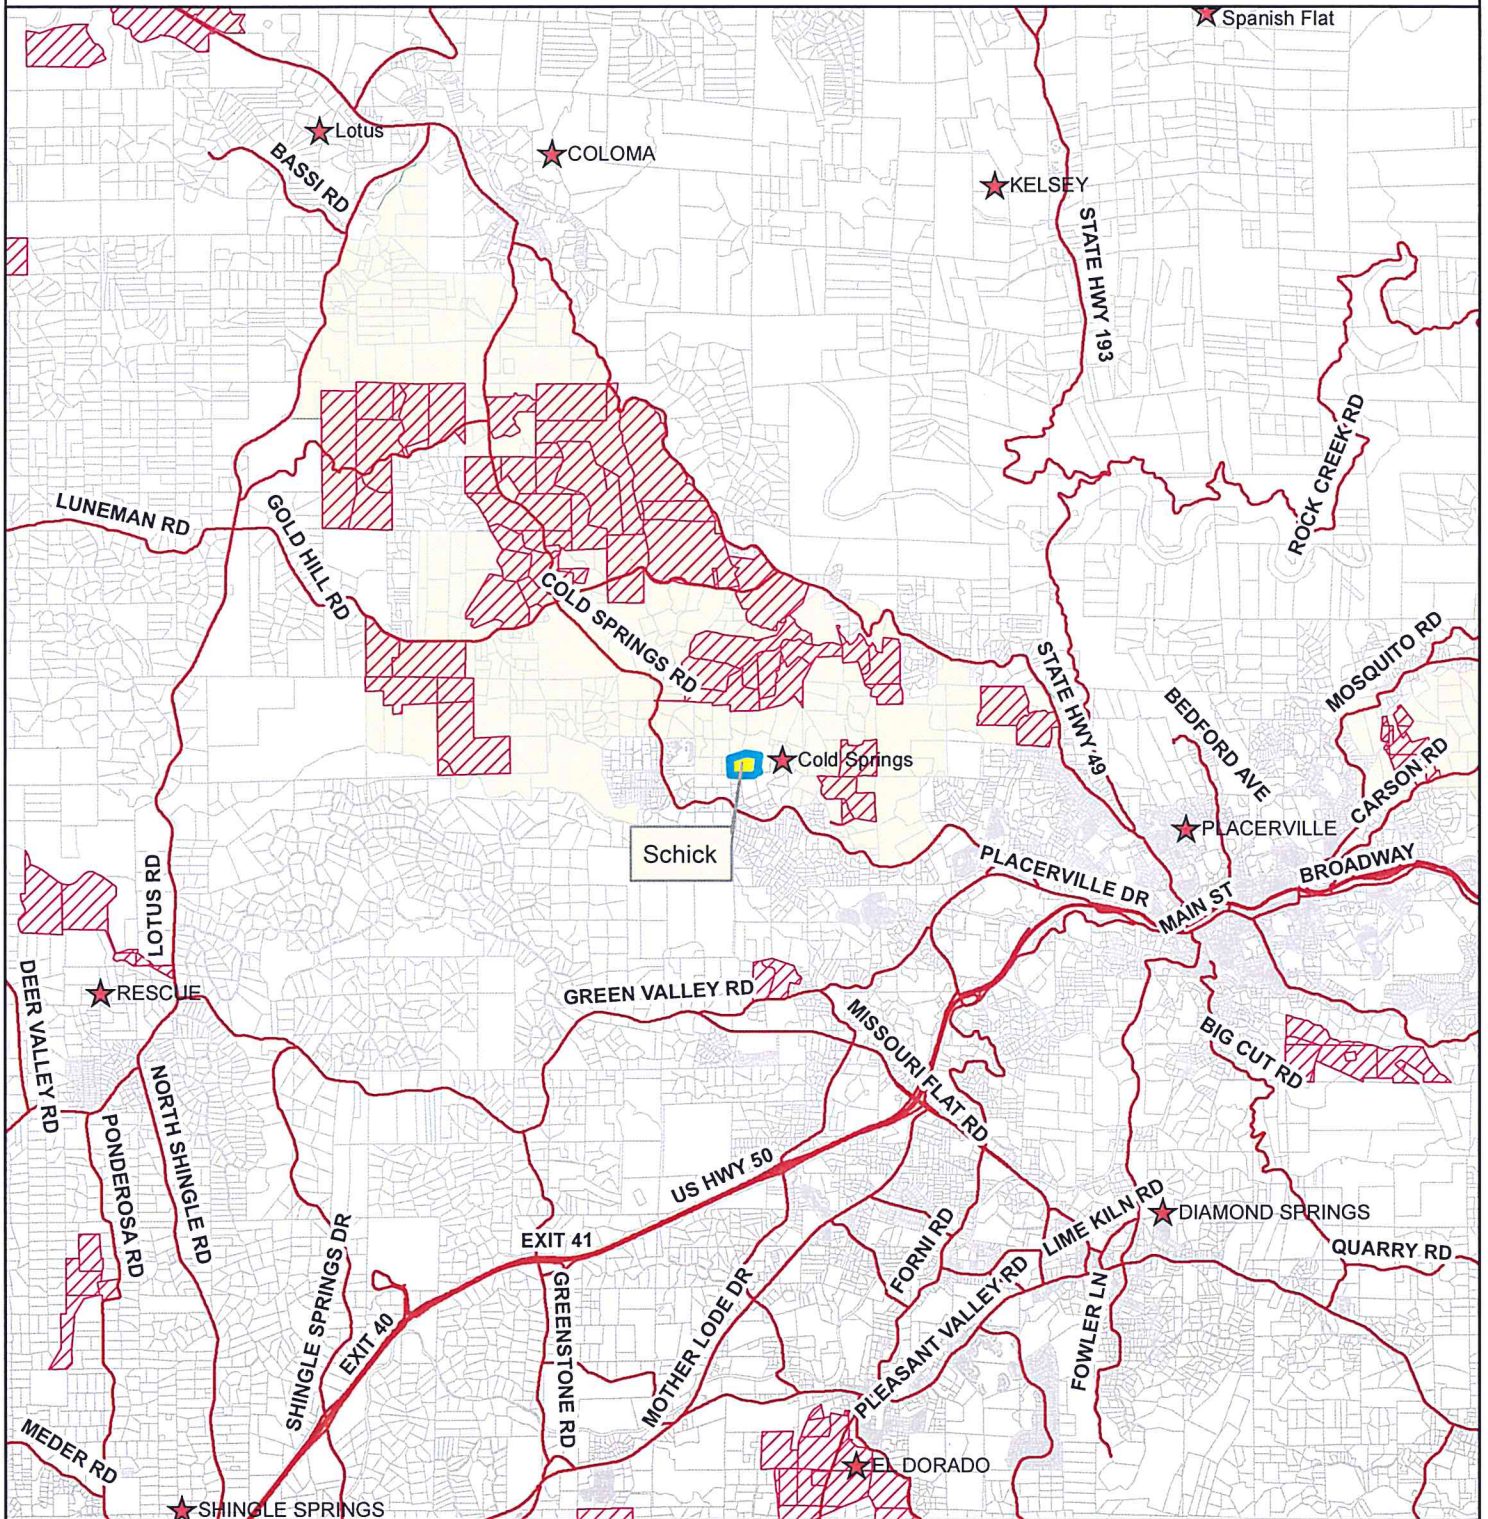 Spanish Flat
Lotus
COLOMA
BASSI RD
KELSEY
STATE HWY 193
ROCK CREEK RD
LUNEMAN RD
GOLD HILL RD
COLD SPRINGS RD
MOSQUITO RD
STATE HWY 49
BEDFORD AVE
Cold Springs
CARSON RD
PLACERVILLE
Schick
PLACERVILLE DR
BROADWAY
LOTUS RD
MAIN ST
RESCUE
GREEN VALLEY RD
DEER VALLEY RD
MISSOURI FLAT RD
BIG CUT RD
NORTH SHINGLE RD
PONDEROSA RD
US HWY 50
LIME KILN RD
DIAMOND SPRINGS
FORNI RD
EXIT 41
QUARRY RD
SHINGLE SPRINGS DR
EXIT 40
GREENSTONE RD
MOTHER LODE DR
PLEASANT VALLEY RD
FOWLER LN
MEDER RD
EL DORADO
SHINGLE SPRINGS